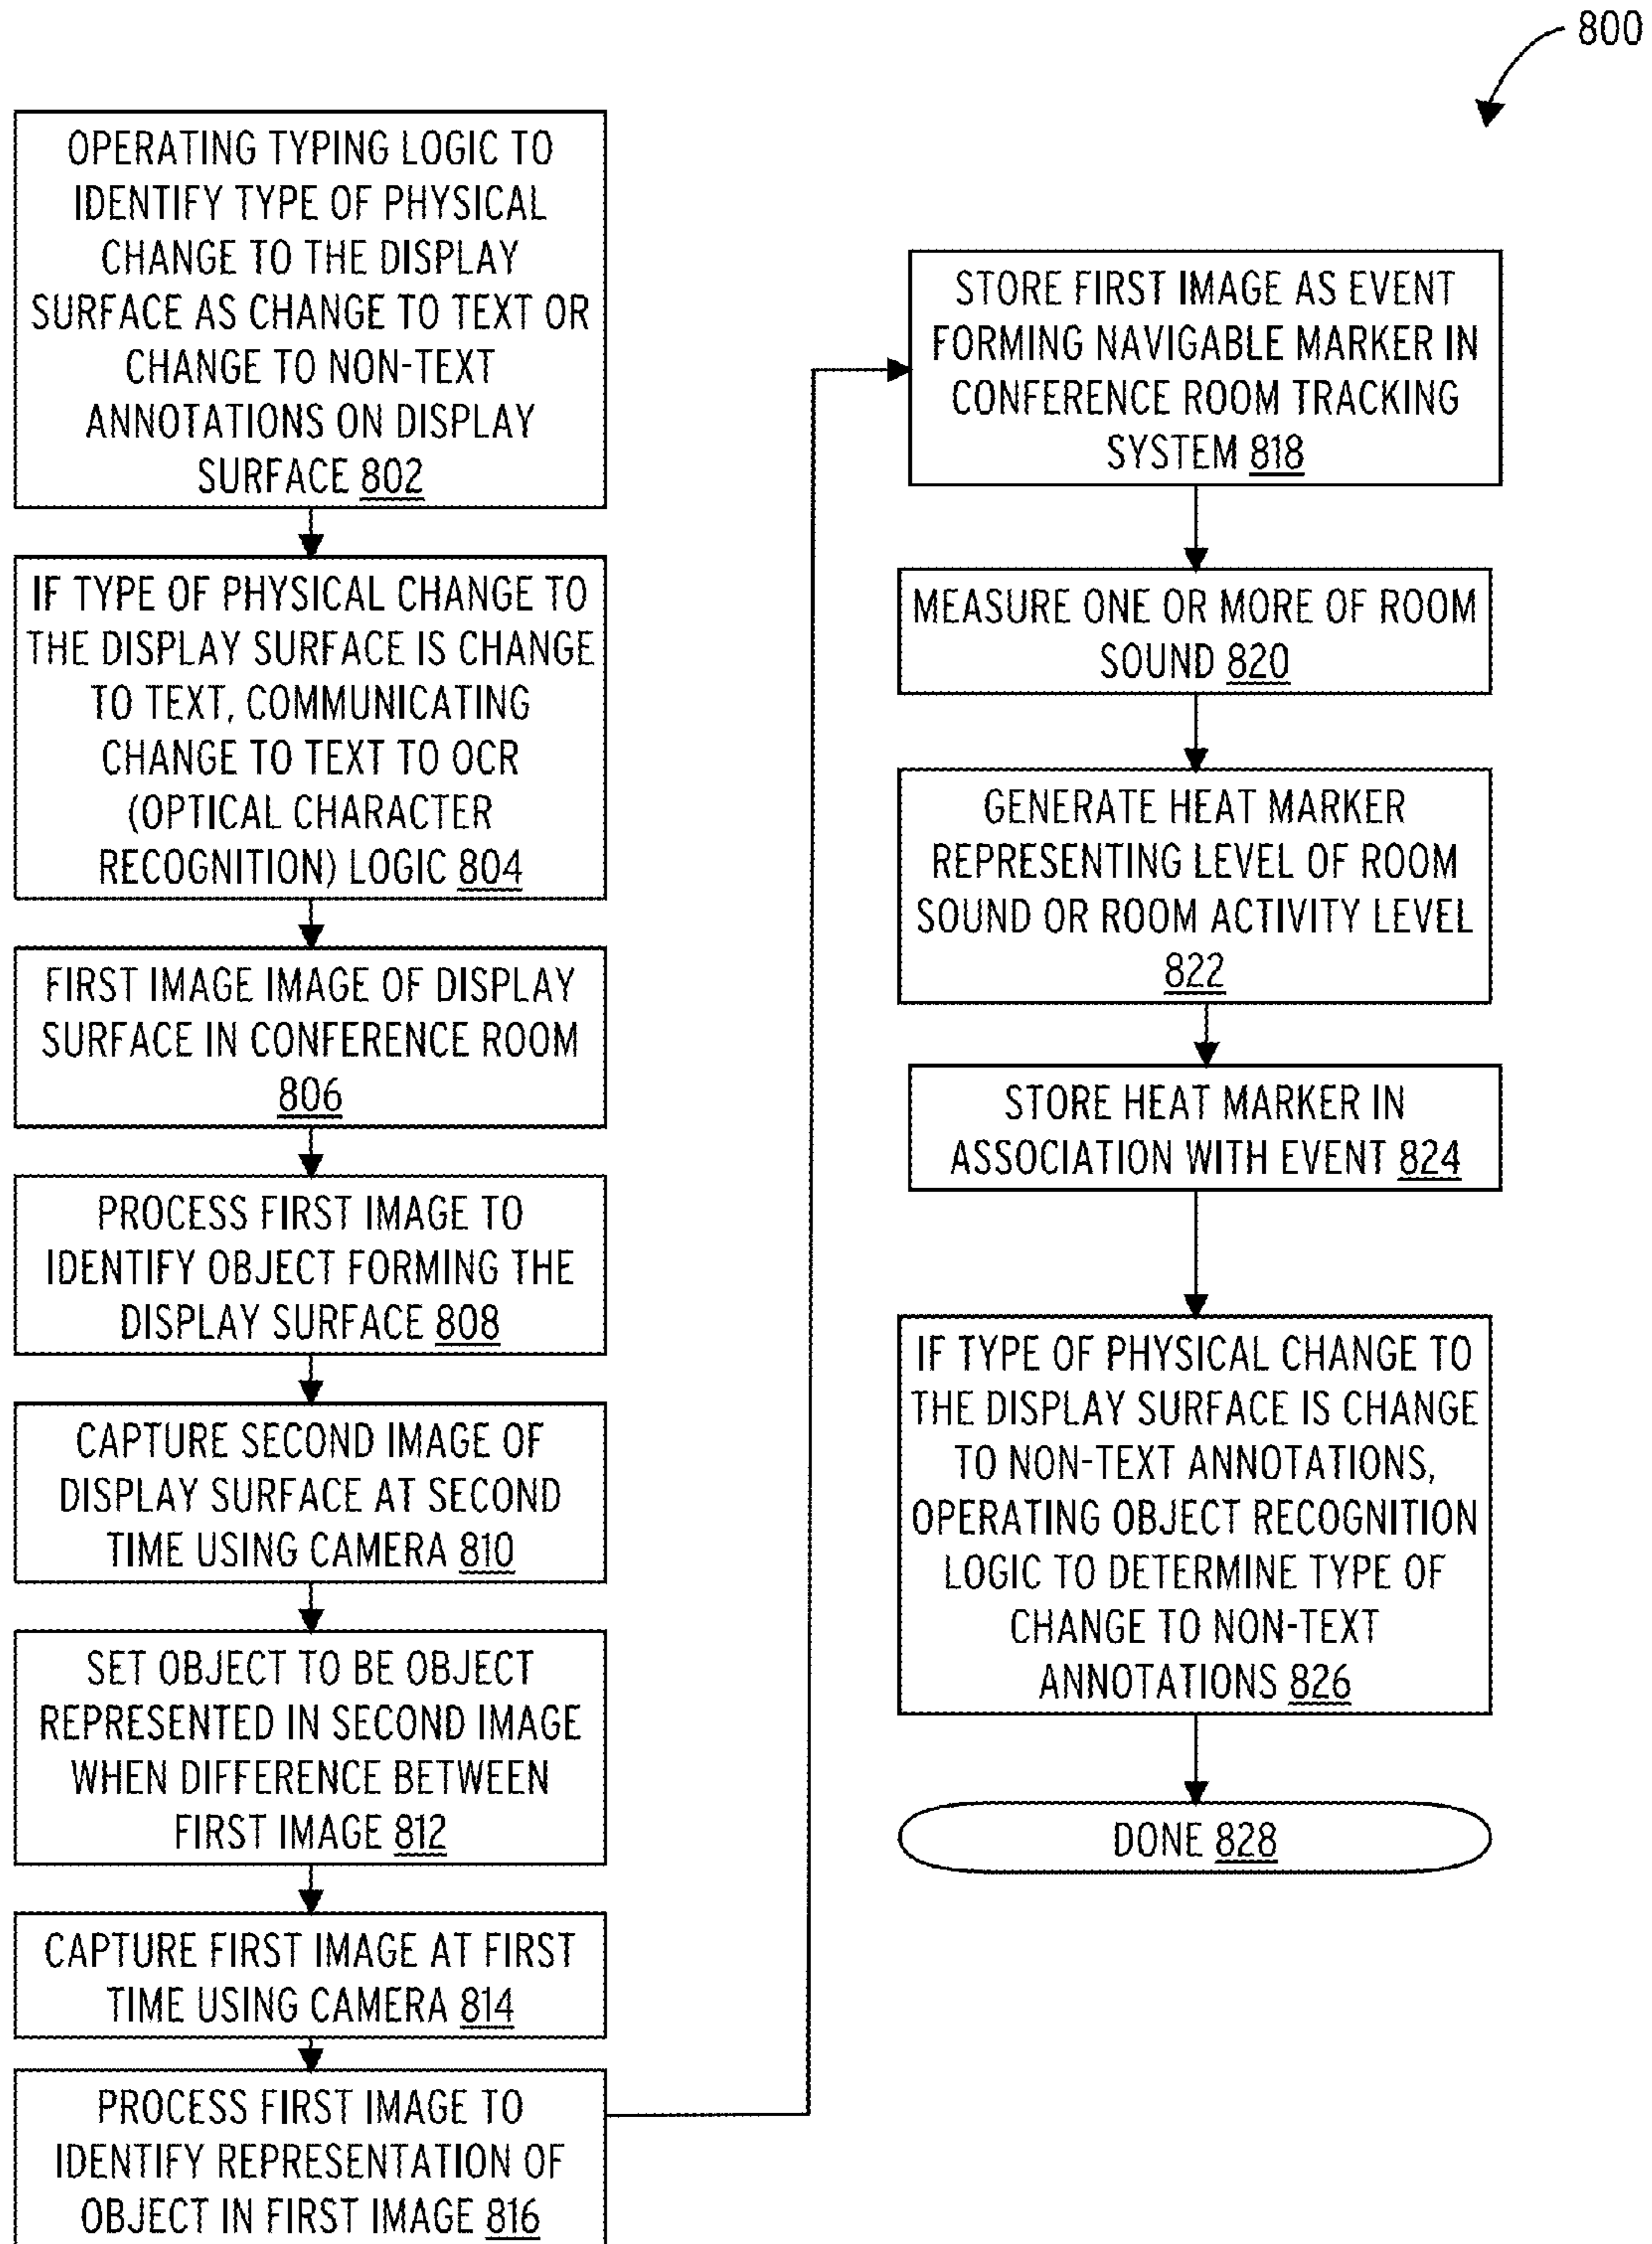 800
OPERATING TYPING LOGIC TO
IDENTIFY TYPE OF PHYSICAL
CHANGE TO THE DISPLAY
SURFACE AS CHANGE TO TEXT OR
CHANGE TO NON-TEXT
ANNOTATIONS ON DISPLAY
SURFACE 802
IF TYPE OF PHYSICAL CHANGE TO
THE DISPLAY SURFACE IS CHANGE
TO TEXT, COMMUNICATING
CHANGE TO TEXT TO OCR
(OPTICAL CHARACTER
RECOGNITION) LOGIC 804
FIRST IMAGE IMAGE OF DISPLAY
SURFACE IN CONFERENCE ROOM
806
PROCESS FIRST IMAGE TO
IDENTIFY OBJECT FORMING THE
DISPLAY SURFACE 808
CAPTURE SECOND IMAGE OF
DISPLAY SURFACE AT SECOND
TIME USING CAMERA 810
SET OBJECT TO BE OBJECT
REPRESENTED IN SECOND IMAGE
WHEN DIFFERENCE BETWEEN
FIRST IMAGE 812
CAPTURE FIRST IMAGE AT FIRST
TIME USING CAMERA 814
PROCESS FIRST IMAGE TO
IDENTIFY REPRESENTATION OF
OBJECT IN FIRST IMAGE 816
STORE FIRST IMAGE AS EVENT
FORMING NAVIGABLE MARKER IN
CONFERENCE ROOM TRACKING
SYSTEM 818
MEASURE ONE OR MORE OF ROOM
SOUND 820
GENERATE HEAT MARKER
REPRESENTING LEVEL OF ROOM
SOUND OR ROOM ACTIVITY LEVEL
822
STORE HEAT MARKER IN
ASSOCIATION WITH EVENT 824
IF TYPE OF PHYSICAL CHANGE TO
THE DISPLAY SURFACE IS CHANGE
TO NON-TEXT ANNOTATIONS,
OPERATING OBJECT RECOGNITION
LOGIC TO DETERMINE TYPE OF
CHANGE TO NON-TEXT
ANNOTATIONS 826
DONE 828